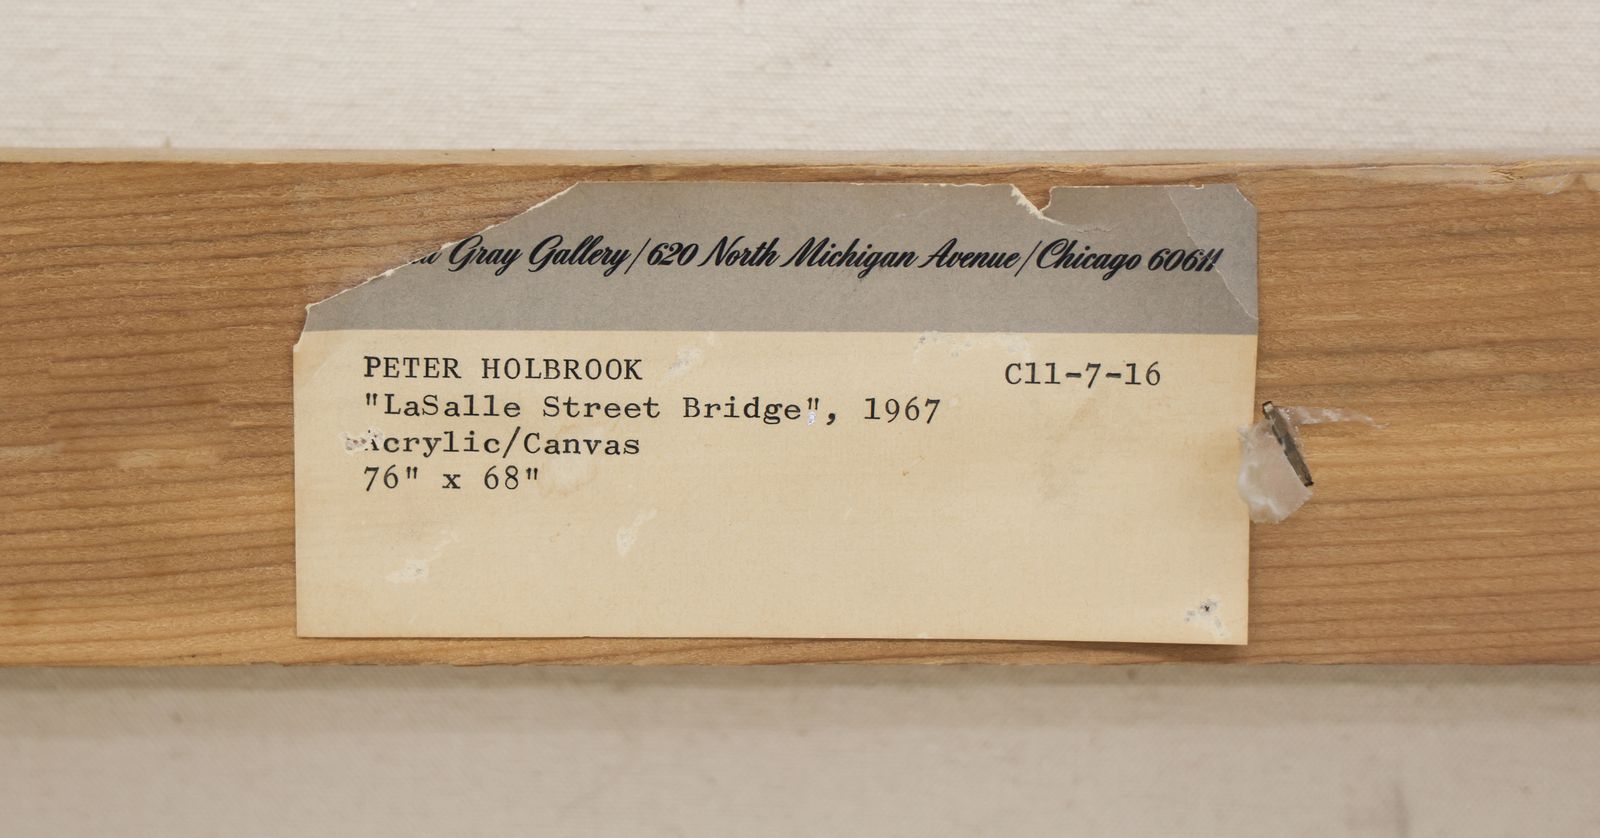 Gray Gallery/620 North Michigan Avenue/Chicago 60611
PETER HOLBROOK C11-7-16
"LaSalle Street Bridge", 1967
Acrylic/Canvas
76" x 68"